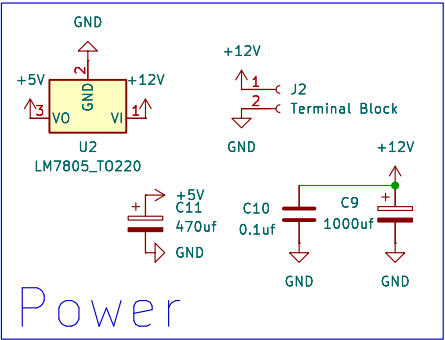 GND
+5V
+12V
2
GND
3
VO
VI
1
U2
LM7805_TO220
+12V
1
J2
2
Terminal Block
GND
+12V
+5V
+
C11
470uf
GND
C10
0.1uf
C9
+
1000uf
GND
GND
Power